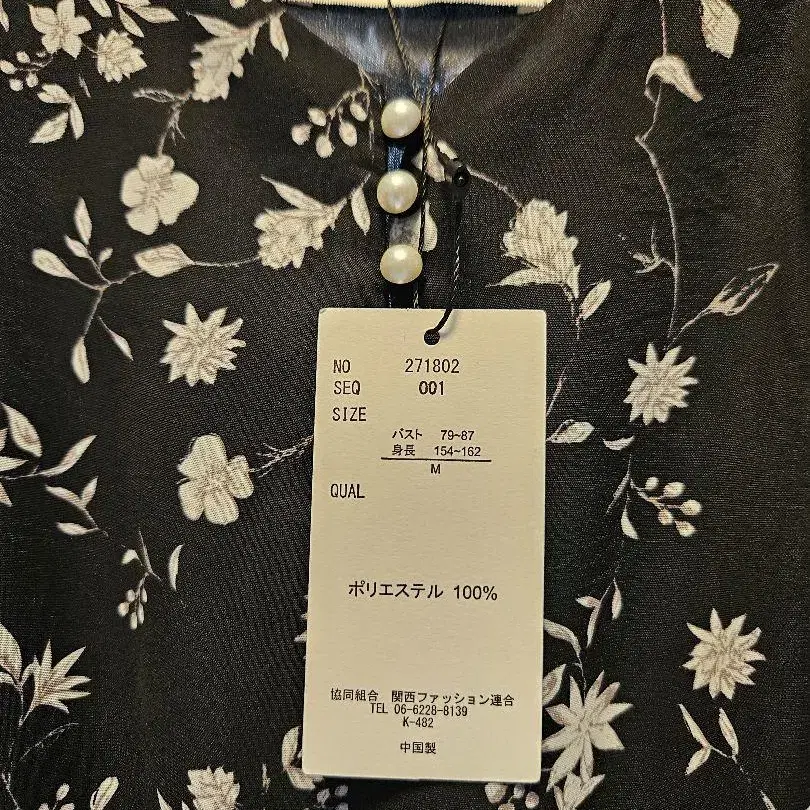 NO 271802
SEQ 001
SIZE
バスト 79~87
身長 154~162
M
QUAL
ポリエステル 100%
協同組合 関西ファッション連合
TEL 06-6228-8139
K-482
中国製